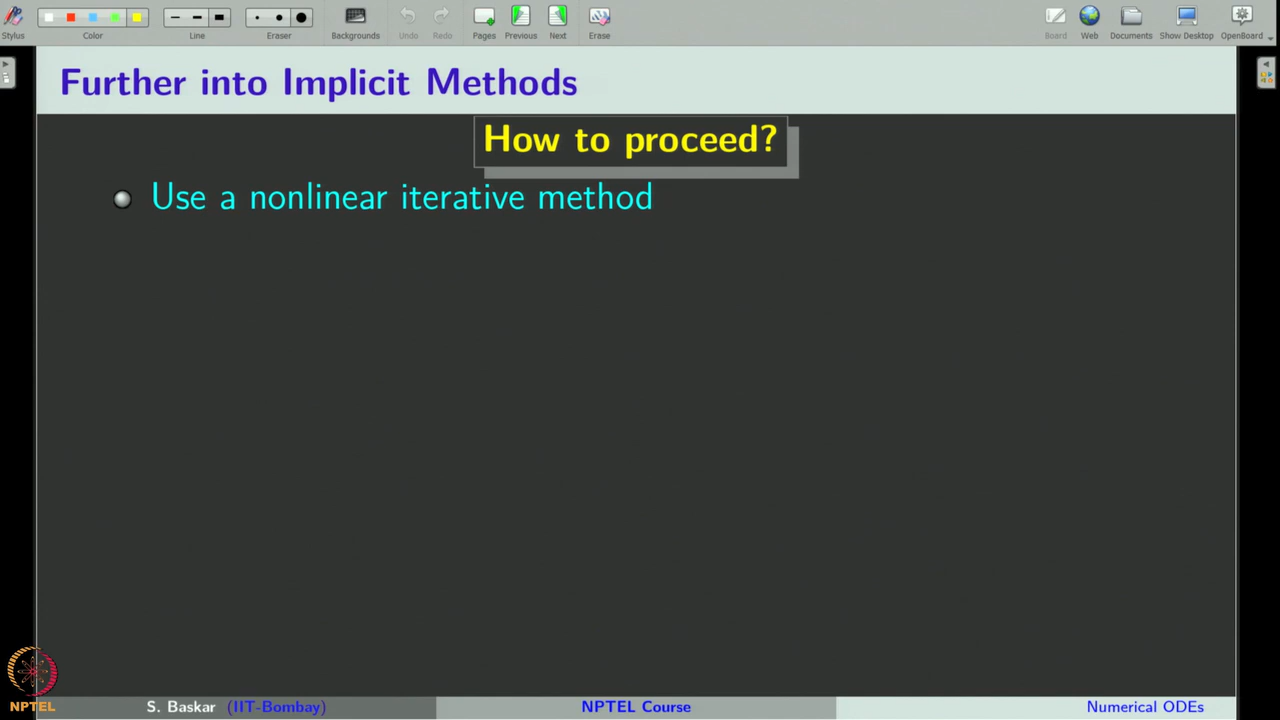 Stylus Color Line Eraser Backgrounds Undo Redo Pages Previous Next Erase Board Web Documents Show Desktop OpenBoard
Further into Implicit Methods
How to proceed?
Use a nonlinear iterative method
NPTEL
S. Baskar (IIT-Bombay) NPTEL Course Numerical ODEs